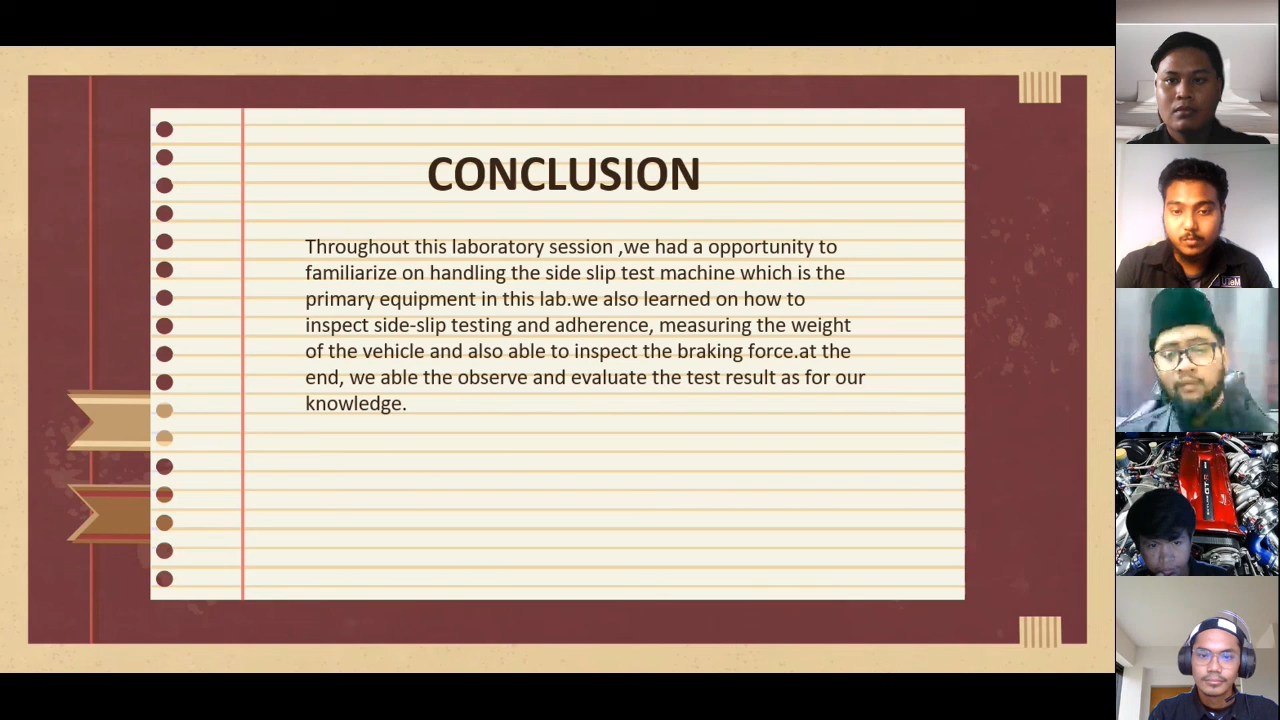 CONCLUSION
Throughout this laboratory session ,we had a opportunity to
familiarize on handling the side slip test machine which is the
primary equipment in this lab.we also learned on how to
inspect side-slip testing and adherence, measuring the weight
of the vehicle and also able to inspect the braking force.at the
end, we able the observe and evaluate the test result as for our
knowledge.
UTeM